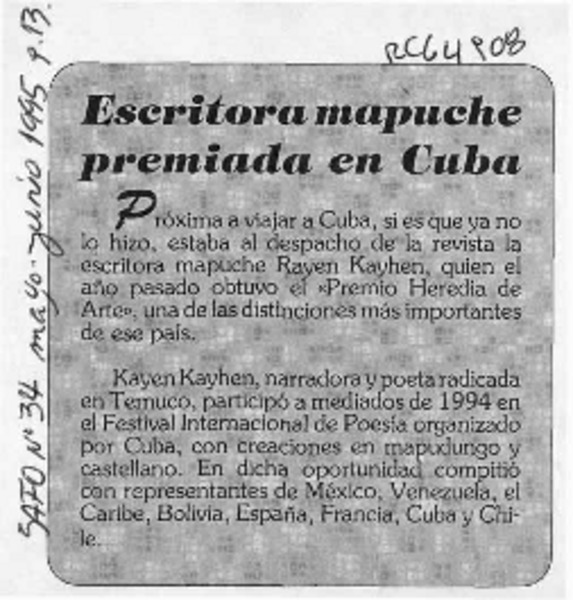 RC64908
SAFO N° 34 mayo-junio 1995 p.13.
Escritora mapuche
premiada en Cuba
Próxima a viajar a Cuba, si es que ya no
lo hizo, estaba al despacho de la revista la
escritora mapuche Rayen Kayhen, quien el
año pasado obtuvo el «Premio Heredia de
Arte», una de las distinciones más importantes
de ese país.
Kayen Kayhen, narradora y poeta radicada
en Temuco, participó a mediados de 1994 en
el Festival Internacional de Poesía organizado
por Cuba, con creaciones en mapudungo y
castellano. En dicha oportunidad compitió
con representantes de México, Venezuela, el
Caribe, Bolivia, España, Francia, Cuba y Chi-
le.